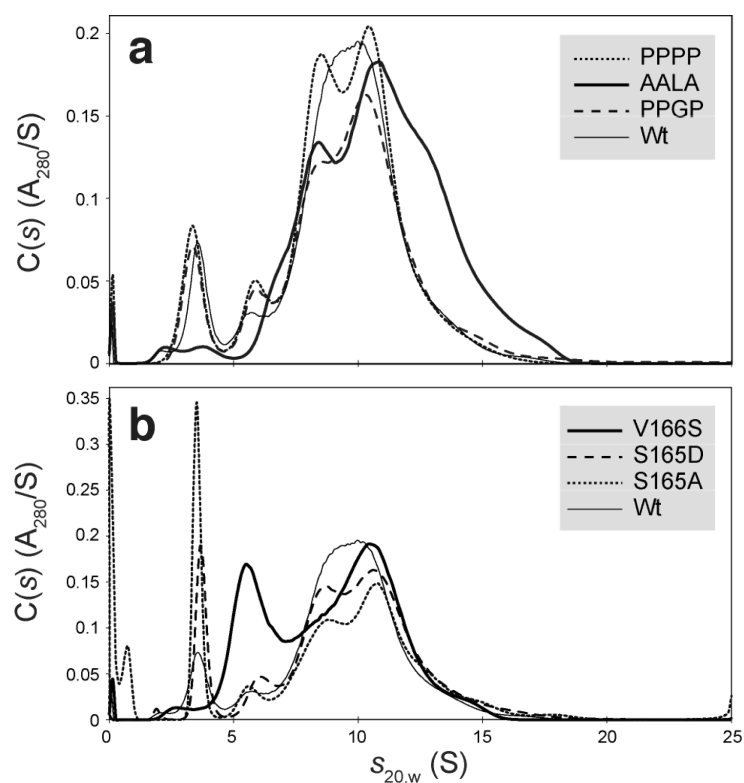 a
C(s) (A280/S)
0.2
0.15
0.1
0.05
0
PPPP
AALA
PPGP
Wt
b
C(s) (A280/S)
0.35
0.3
0.25
0.2
0.15
0.1
0.05
0
V166S
S165D
S165A
Wt
0 5 10 15 20 25
s20,w (S)